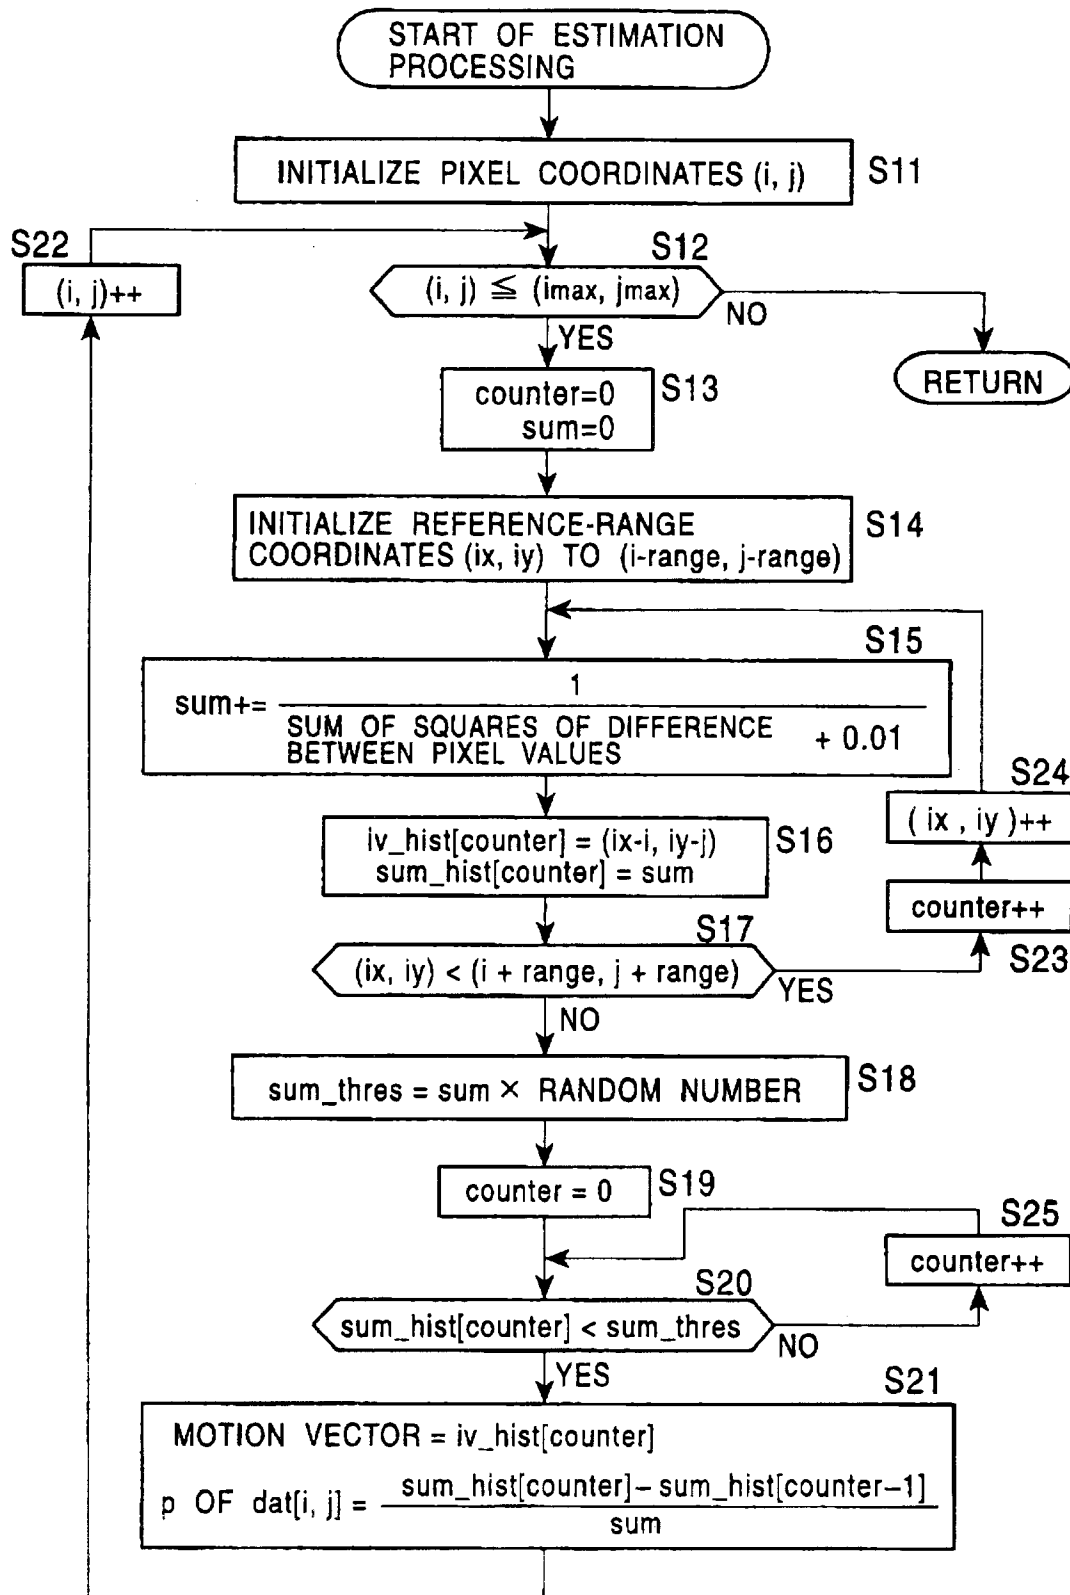 START OF ESTIMATION
PROCESSING
INITIALIZE PIXEL COORDINATES (i, j)
S11
S22
(i, j)++
S12
(i, j) ≦ (imax, jmax)
NO
YES
RETURN
counter=0
sum=0
S13
INITIALIZE REFERENCE-RANGE
COORDINATES (ix, iy) TO (i-range, j-range)
S14
S15
sum+=
1
SUM OF SQUARES OF DIFFERENCE
BETWEEN PIXEL VALUES
+ 0.01
S24
( ix , iy )++
iv_hist[counter] = (ix-i, iy-j)
sum_hist[counter] = sum
S16
counter++
S23
S17
(ix, iy) < (i + range, j + range)
YES
NO
sum_thres = sum × RANDOM NUMBER
S18
counter = 0
S19
S25
counter++
S20
sum_hist[counter] < sum_thres
NO
YES
S21
MOTION VECTOR = iv_hist[counter]
p OF dat[i, j] =
sum_hist[counter]−sum_hist[counter−1]
sum